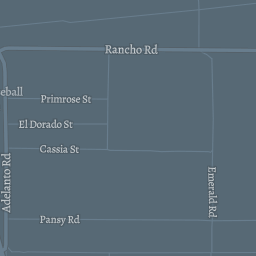 Rancho Rd
eball
Primrose St
El Dorado St
Cassia St
Adelanto Rd
Emerald Rd
Pansy Rd